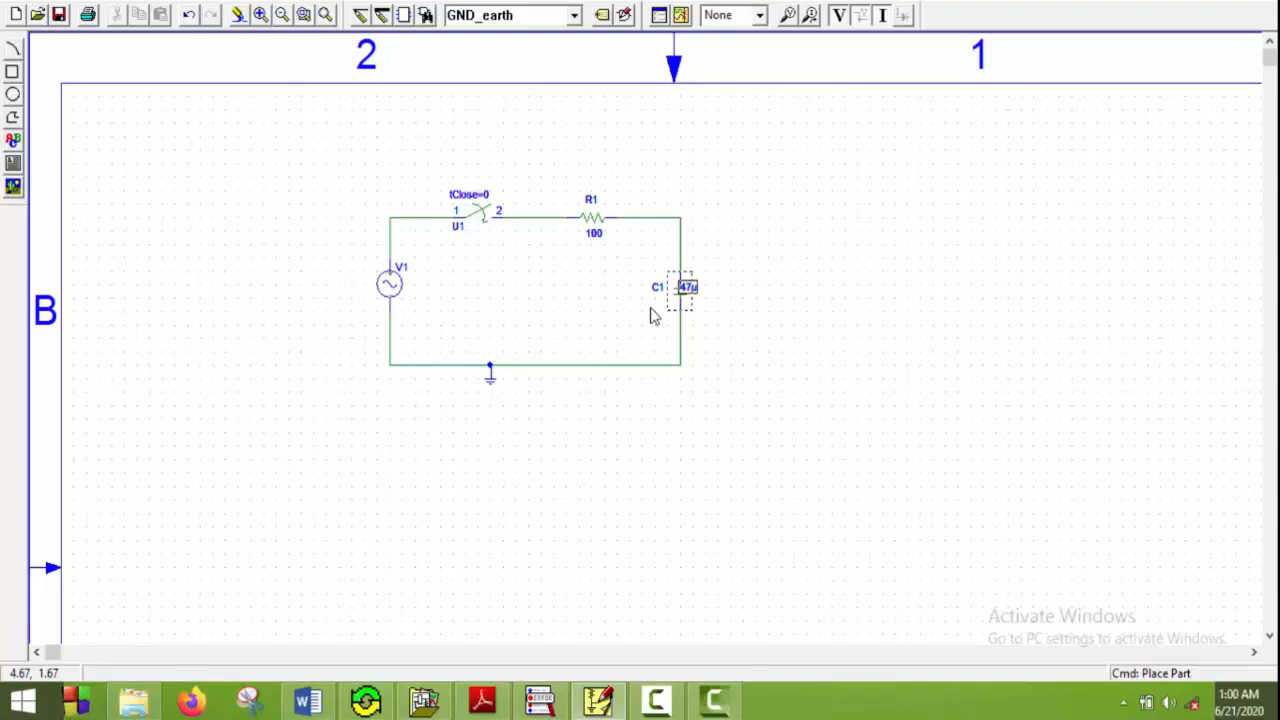 GND_earth
None
V
I
2
1
ABC
tClose=0
1
2
U1
R1
100
V1
C1
47u
B
Activate Windows
Go to PC settings to activate Windows.
4.67, 1.67
Cmd: Place Part
1:00 AM
6/21/2020